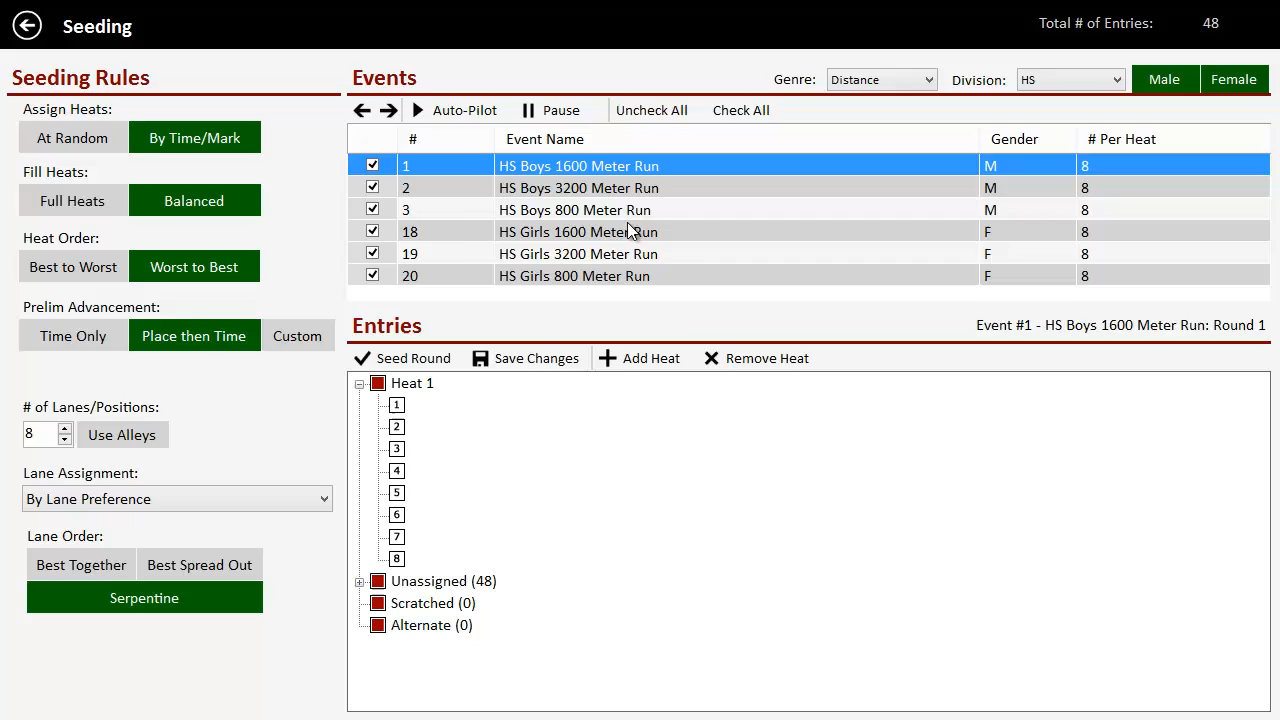 Seeding
Total # of Entries: 48
Seeding Rules
Assign Heats:
At Random By Time/Mark
Fill Heats:
Full Heats Balanced
Heat Order:
Best to Worst Worst to Best
Prelim Advancement:
Time Only Place then Time Custom
# of Lanes/Positions:
8 Use Alleys
Lane Assignment:
By Lane Preference
Lane Order:
Best Together Best Spread Out
Serpentine
Events
Genre: Distance Division: HS Male Female
Auto-Pilot Pause Uncheck All Check All
# Event Name Gender # Per Heat
1 HS Boys 1600 Meter Run M 8
2 HS Boys 3200 Meter Run M 8
3 HS Boys 800 Meter Run M 8
18 HS Girls 1600 Meter Run F 8
19 HS Girls 3200 Meter Run F 8
20 HS Girls 800 Meter Run F 8
Entries
Event #1 - HS Boys 1600 Meter Run: Round 1
Seed Round Save Changes Add Heat Remove Heat
Heat 1
1
2
3
4
5
6
7
8
Unassigned (48)
Scratched (0)
Alternate (0)